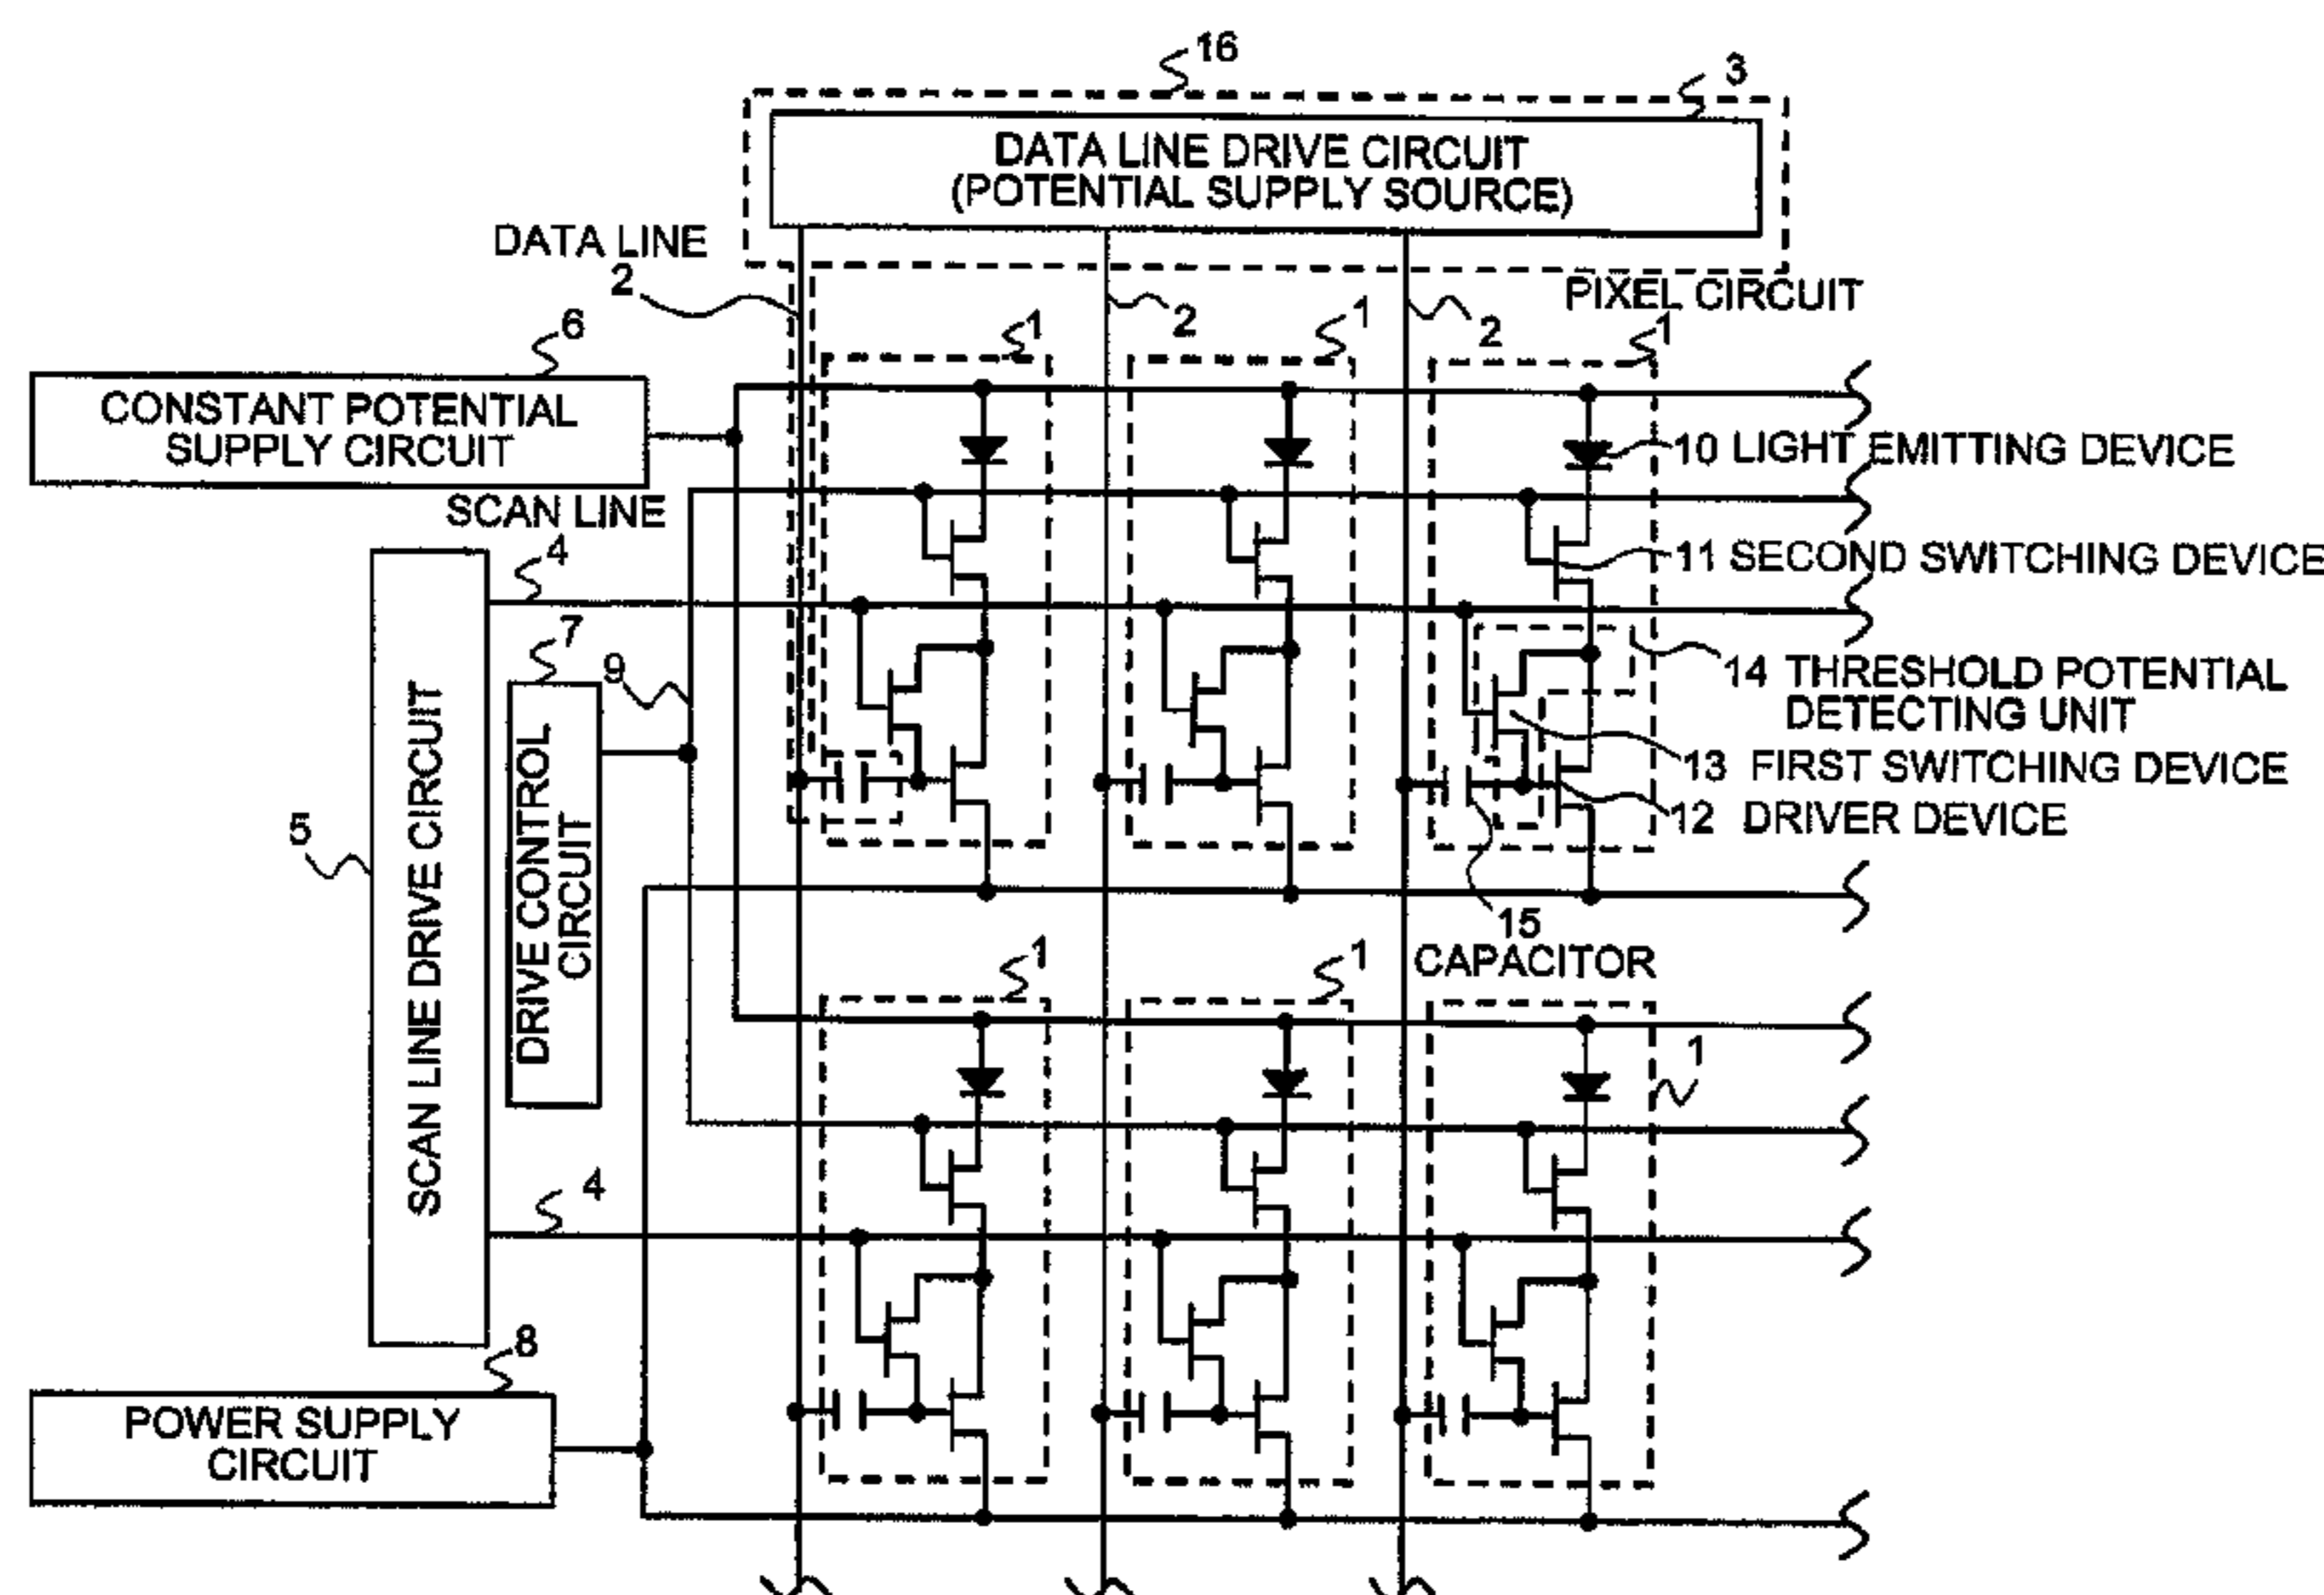 16
3
DATA LINE DRIVE CIRCUIT
(POTENTIAL SUPPLY SOURCE)
DATA LINE
2
PIXEL CIRCUIT
6
1
2
1
2
1
CONSTANT POTENTIAL
SUPPLY CIRCUIT
10 LIGHT EMITTING DEVICE
SCAN LINE
4
11 SECOND SWITCHING DEVICE
7
9
14 THRESHOLD POTENTIAL
DETECTING UNIT
13 FIRST SWITCHING DEVICE
12 DRIVER DEVICE
5
SCAN LINE DRIVE CIRCUIT
DRIVE CONTROL
CIRCUIT
15
CAPACITOR
1
1
1
4
8
POWER SUPPLY
CIRCUIT